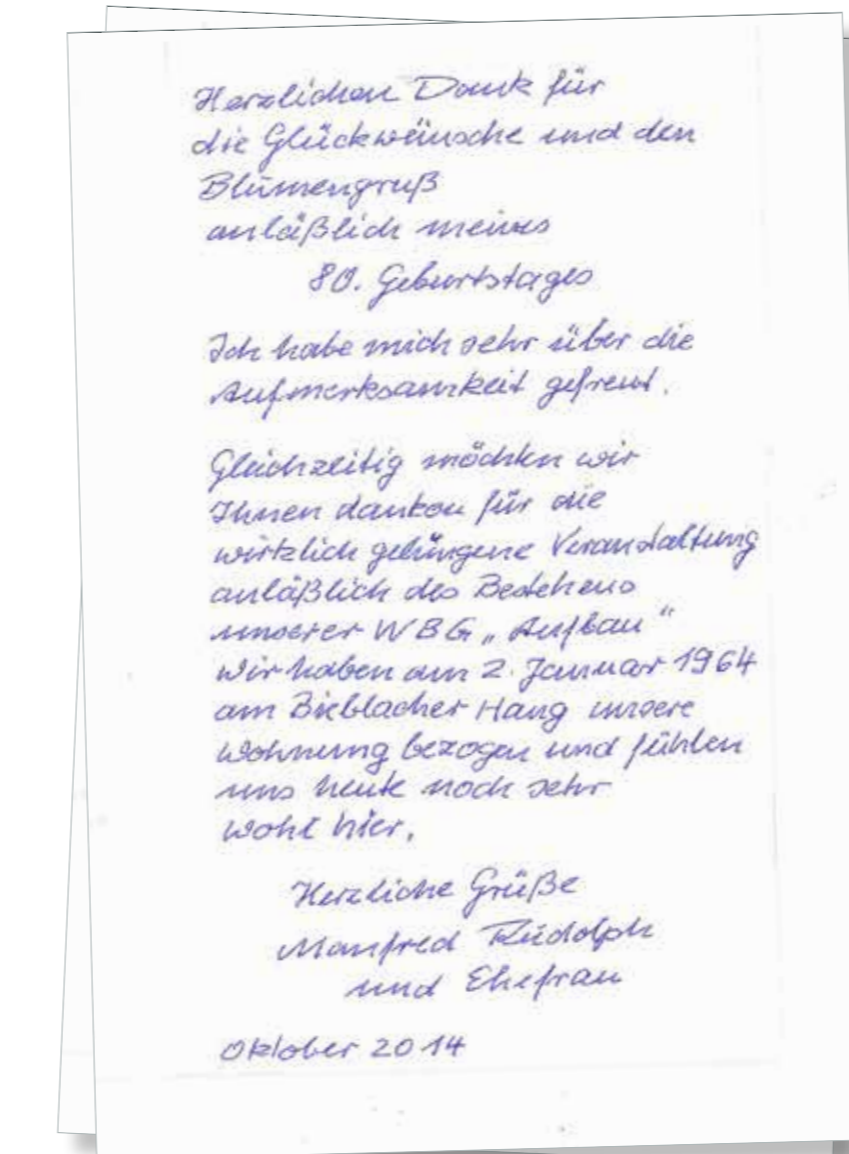 Herzlichen Dank für
die Glückwünsche und den
Blumengruß
anläßlich meines
80. Geburtstages
Ich habe mich sehr über die
Aufmerksamkeit gefreut.
Gleichzeitig möchten wir
Ihnen danken für die
wirklich gelungene Veranstaltung
anläßlich des Bestehens
unserer WBG „Aufbau“
Wir haben am 2. Januar 1964
am Bieblacher Hang unsere
Wohnung bezogen und fühlen
uns heute noch sehr
wohl hier.
Herzliche Grüße
Manfred Rudolph
und Ehefrau
Oktober 2014